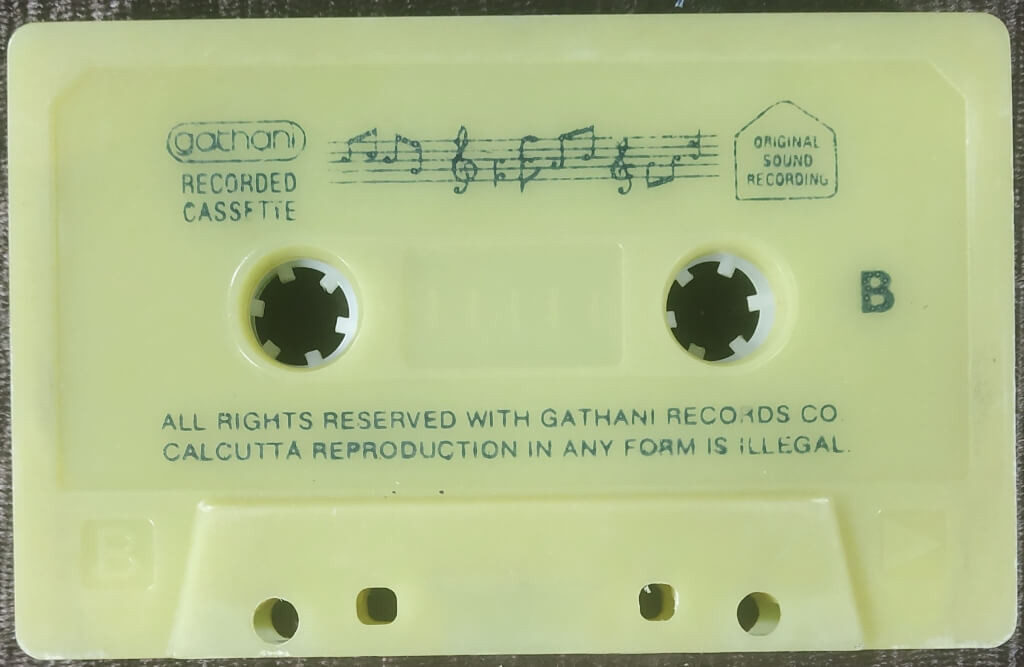 gathani
RECORDED
CASSETTE
ORIGINAL
SOUND
RECORDING
B
ALL RIGHTS RESERVED WITH GATHANI RECORDS CO.
CALCUTTA REPRODUCTION IN ANY FORM IS ILLEGAL.
B